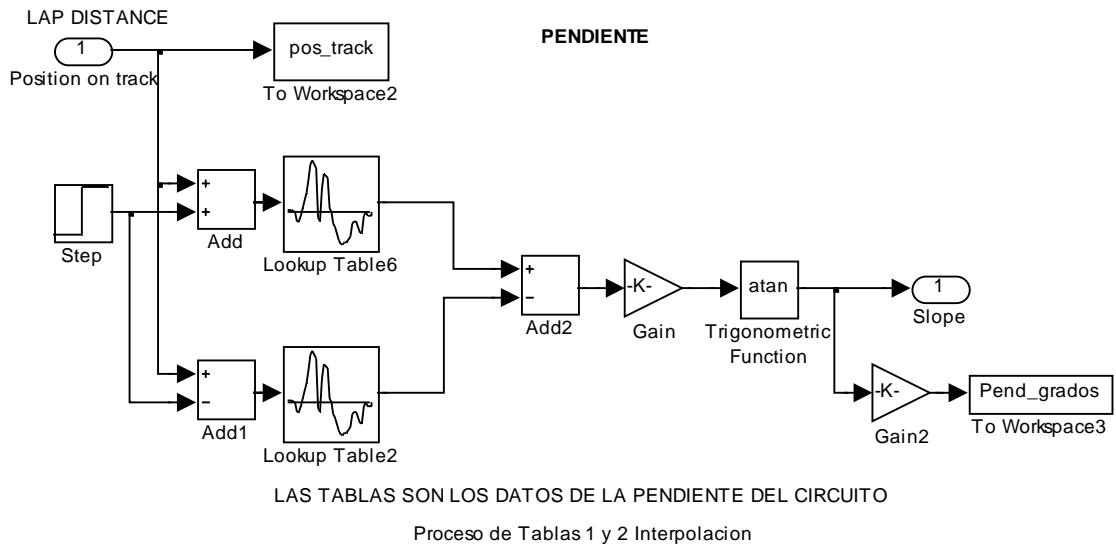 LAP DISTANCE
PENDIENTE
1
Position on track
pos_track
To Workspace2
+
+
Add
Step
Lookup Table6
+
−
Add1
Lookup Table2
+
−
Add2
-K-
Gain
atan
Trigonometric
Function
1
Slope
-K-
Gain2
Pend_grados
To Workspace3
LAS TABLAS SON LOS DATOS DE LA PENDIENTE DEL CIRCUITO
Proceso de Tablas 1 y 2 Interpolacion